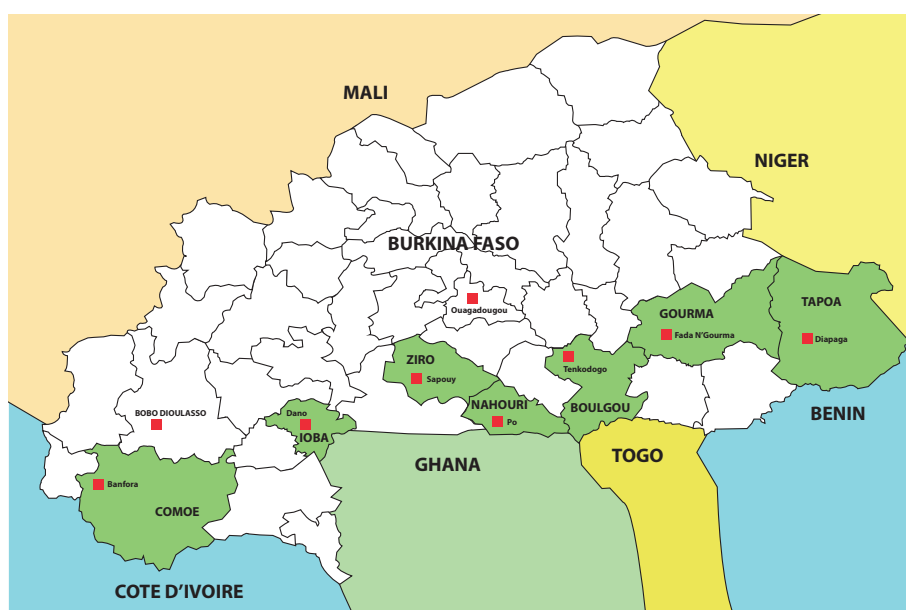 MALI
NIGER
BURKINA FASO
Ouagadougou
TAPOA
GOURMA
Fada N'Gourma
Diapaga
ZIRO
Tenkodogo
Sapouy
NAHOURI
BOULGOU
BOBO DIOULASSO
Dano
BENIN
Po
IOBA
TOGO
GHANA
Banfora
COMOE
COTE D'IVOIRE